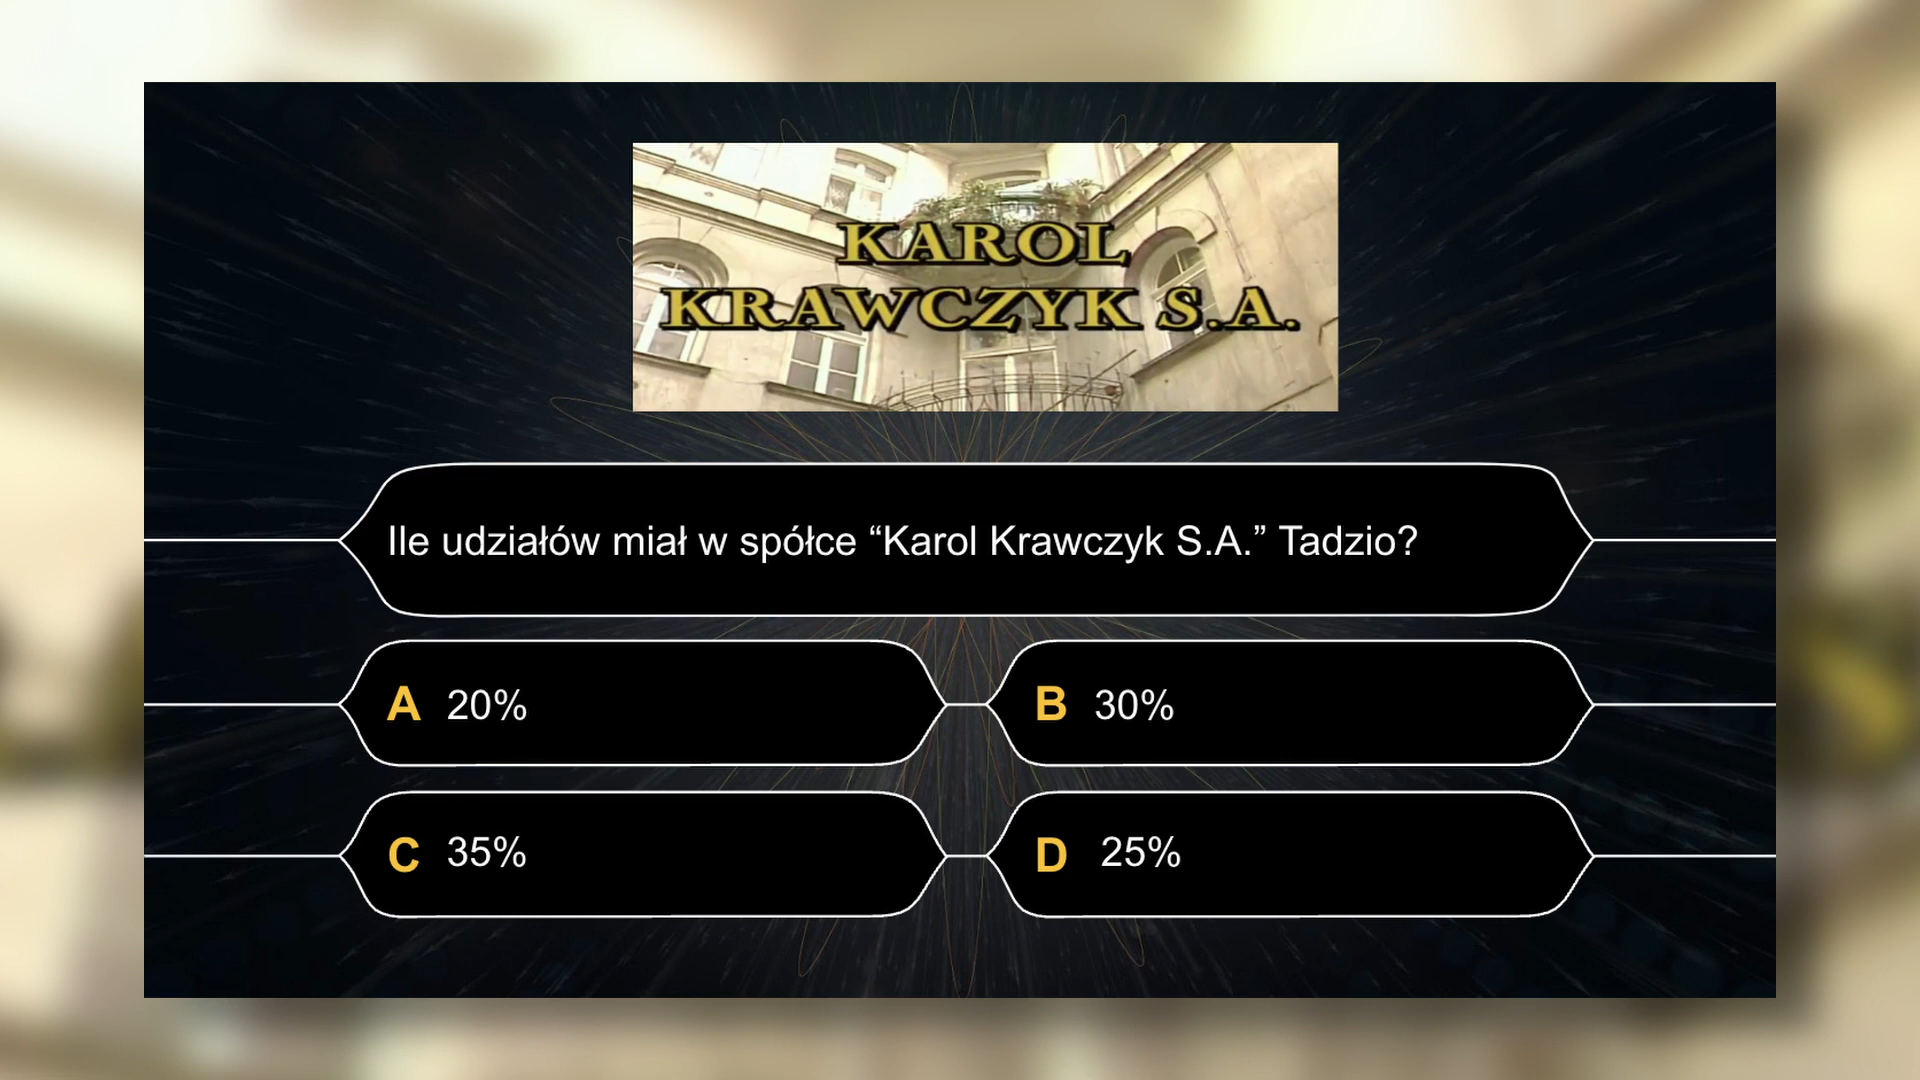 KAROL
KRAWCZYK S.A.
Ile udziałów miał w spółce “Karol Krawczyk S.A.” Tadzio?
A 20%
B 30%
C 35%
D 25%